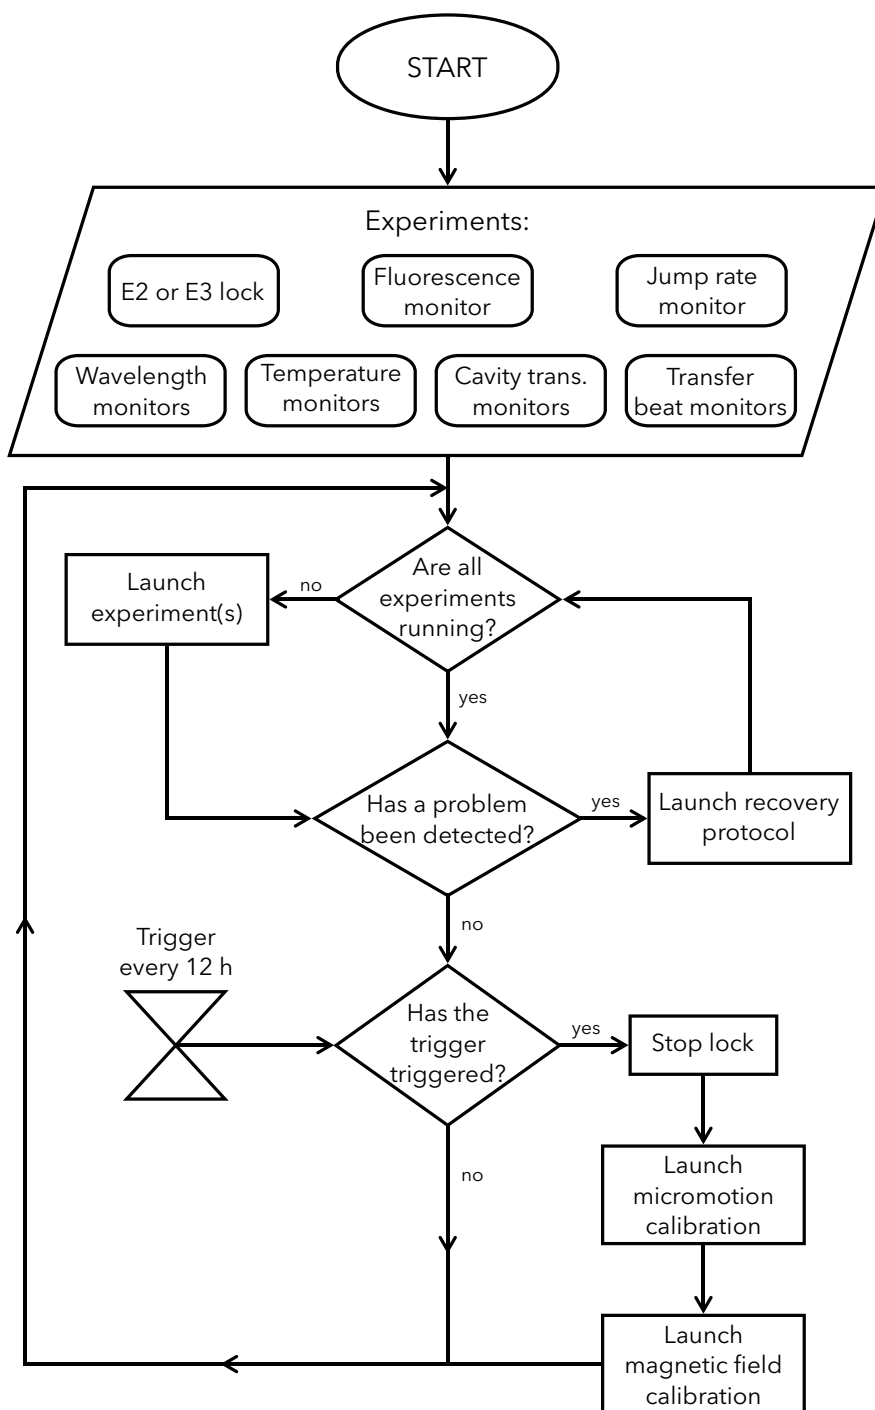 START
Experiments:
E2 or E3 lock
Fluorescence
monitor
Jump rate
monitor
Wavelength
monitors
Temperature
monitors
Cavity trans.
monitors
Transfer
beat monitors
Are all
experiments
running?
no
Launch
experiment(s)
yes
Has a problem
been detected?
yes
Launch recovery
protocol
no
Trigger
every 12 h
Has the
trigger
triggered?
yes
Stop lock
no
Launch
micromotion
calibration
Launch
magnetic field
calibration